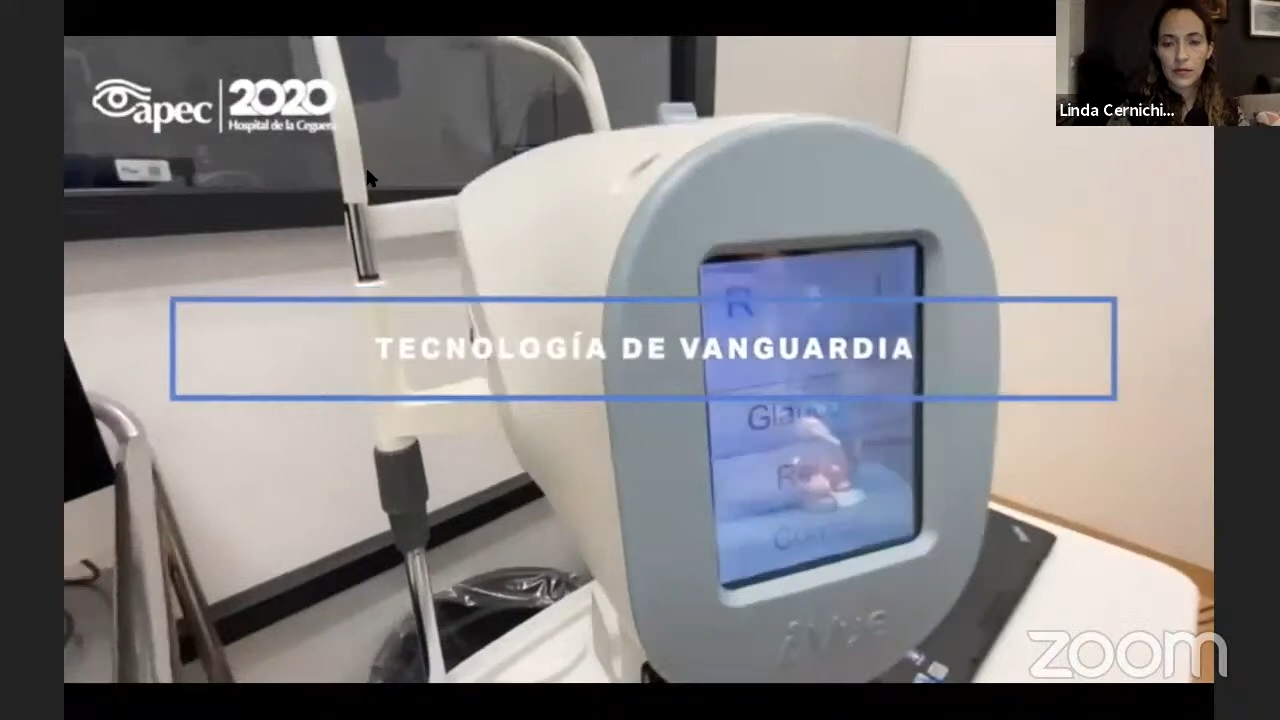 apec
2020
Hospital de la Ceguera
Linda Cernichi...
R
TECNOLOGÍA DE VANGUARDIA
zoom